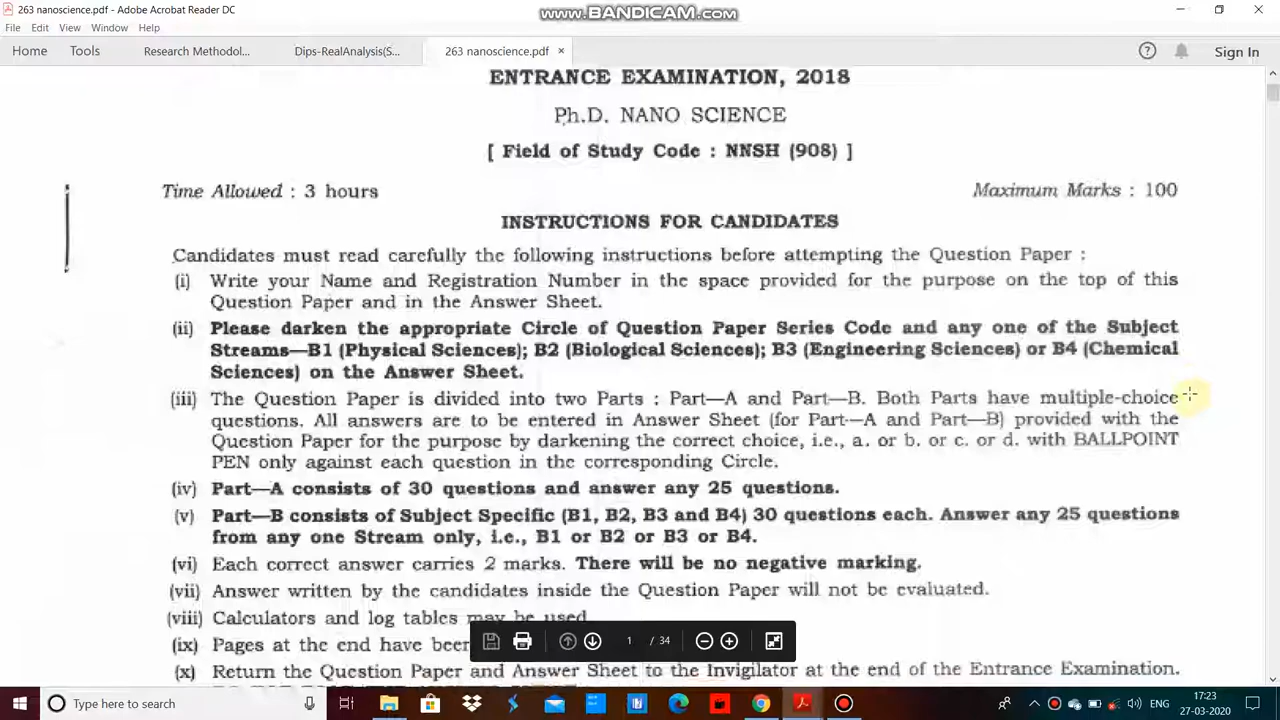 263 nanoscience.pdf - Adobe Acrobat Reader DC
www.BANDICAM.com
File Edit View Window Help
Home Tools Research Methodol... Dips-RealAnalysis(S... 263 nanoscience.pdf × Sign In
ENTRANCE EXAMINATION, 2018
Ph.D. NANO SCIENCE
[ Field of Study Code : NNSH (908) ]
Time Allowed : 3 hours Maximum Marks : 100
INSTRUCTIONS FOR CANDIDATES
Candidates must read carefully the following instructions before attempting the Question Paper :
(i) Write your Name and Registration Number in the space provided for the purpose on the top of this
Question Paper and in the Answer Sheet.
(ii) Please darken the appropriate Circle of Question Paper Series Code and any one of the Subject
Streams—B1 (Physical Sciences); B2 (Biological Sciences); B3 (Engineering Sciences) or B4 (Chemical
Sciences) on the Answer Sheet.
(iii) The Question Paper is divided into two Parts : Part—A and Part—B. Both Parts have multiple-choice
questions. All answers are to be entered in Answer Sheet (for Part—A and Part—B) provided with the
Question Paper for the purpose by darkening the correct choice, i.e., a. or b. or c. or d. with BALLPOINT
PEN only against each question in the corresponding Circle.
(iv) Part—A consists of 30 questions and answer any 25 questions.
(v) Part—B consists of Subject Specific (B1, B2, B3 and B4) 30 questions each. Answer any 25 questions
from any one Stream only, i.e., B1 or B2 or B3 or B4.
(vi) Each correct answer carries 2 marks. There will be no negative marking.
(vii) Answer written by the candidates inside the Question Paper will not be evaluated.
(viii) Calculators and log tables may be used
(ix) Pages at the end have been
1 / 34
(x) Return the Question Paper and Answer Sheet to the Invigilator at the end of the Entrance Examination.
Type here to search
ENG
17:23
27-03-2020